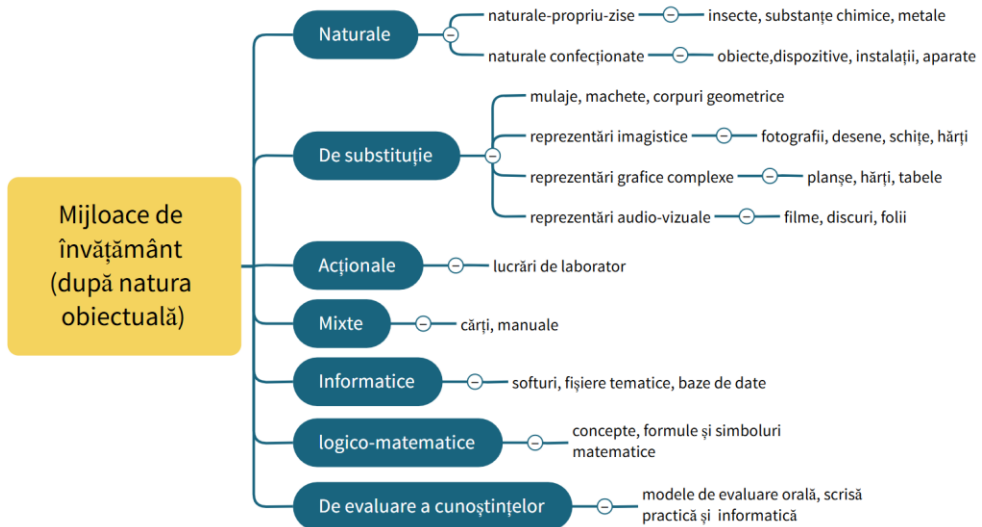 Mijloace de
învățământ
(după natura
obiectuală)
Naturale
naturale-propriu-zise
insecte, substanțe chimice, metale
naturale confecționate
obiecte,dispozitive, instalații, aparate
De substituție
mulaje, machete, corpuri geometrice
reprezentări imagistice
fotografii, desene, schițe, hărți
reprezentări grafice complexe
planșe, hărți, tabele
reprezentări audio-vizuale
filme, discuri, folii
Acționale
lucrări de laborator
Mixte
cărți, manuale
Informatice
softuri, fișiere tematice, baze de date
logico-matematice
concepte, formule și simboluri
matematice
De evaluare a cunoștințelor
modele de evaluare orală, scrisă
practică și informatică